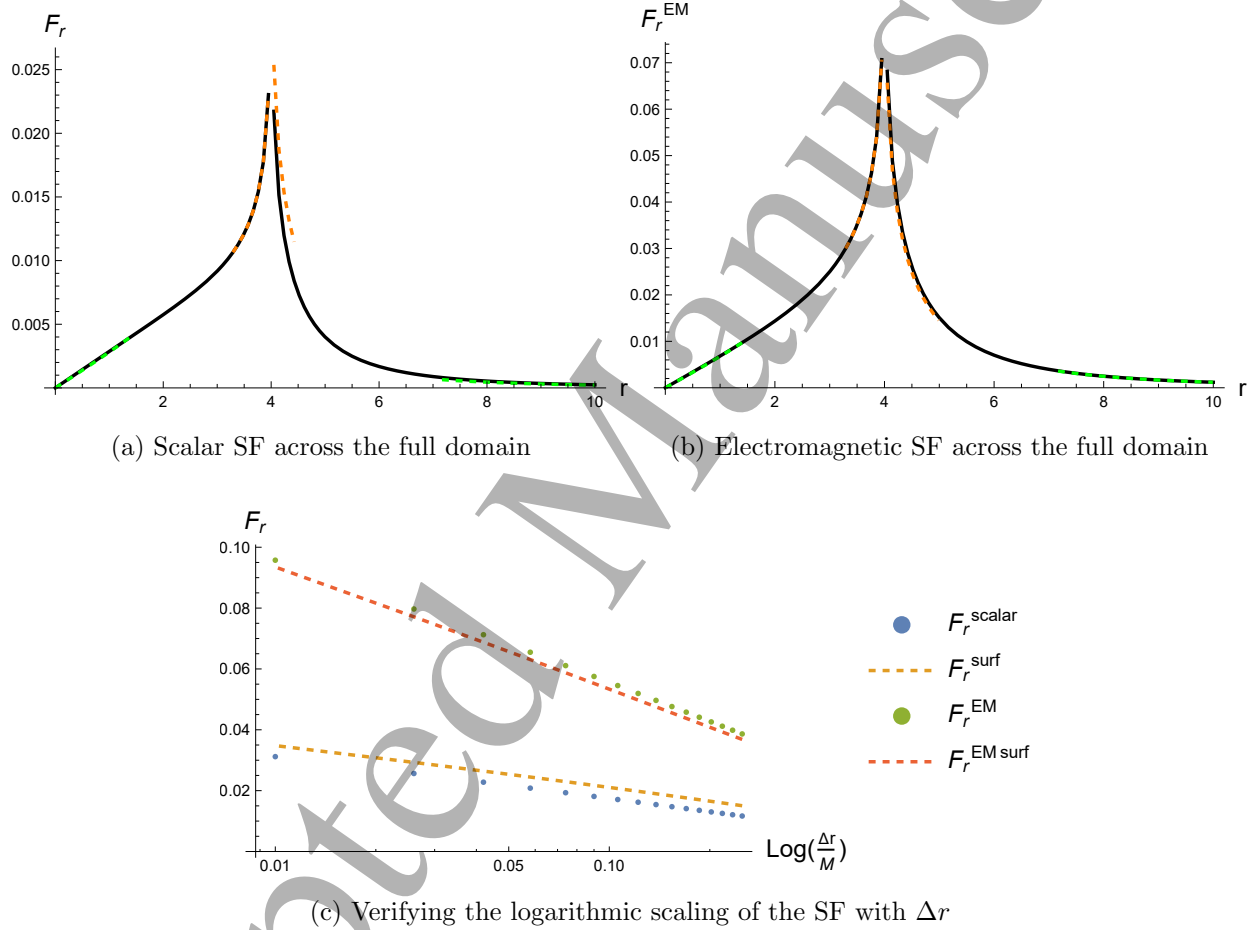 F_r
F_r^EM
0.025
0.020
0.015
0.010
0.005
2
4
6
8
10
r
0.07
0.06
0.05
0.04
0.03
0.02
0.01
2
4
6
8
10
r
(a) Scalar SF across the full domain
(b) Electromagnetic SF across the full domain
F_r
0.10
0.08
0.06
0.04
0.02
0.01
0.05
0.10
Log(Δr/M)
F_r^scalar
F_r^surf
F_r^EM
F_r^EM surf
(c) Verifying the logarithmic scaling of the SF with Δr
pted Manusc